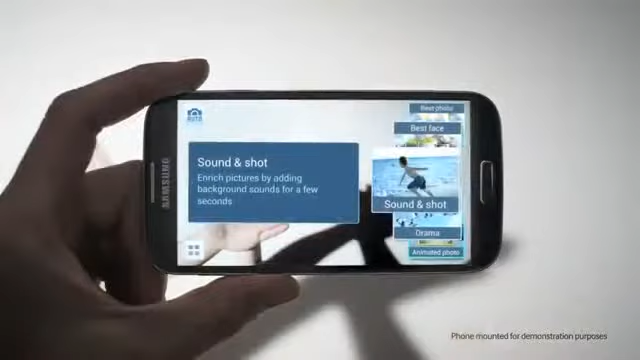 SAMSUNG
AUTO
Sound & shot
Enrich pictures by adding
background sounds for a few
seconds
Best photo
Best face
Sound & shot
Drama
Animated photo
Phone mounted for demonstration purposes